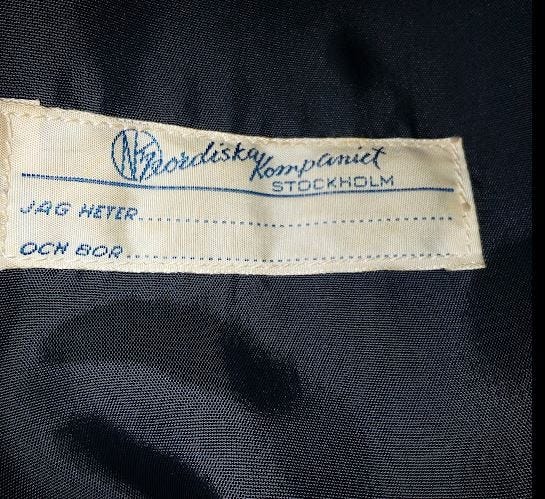 NK Nordiska Kompaniet
STOCKHOLM
JAG HETER
OCH BOR